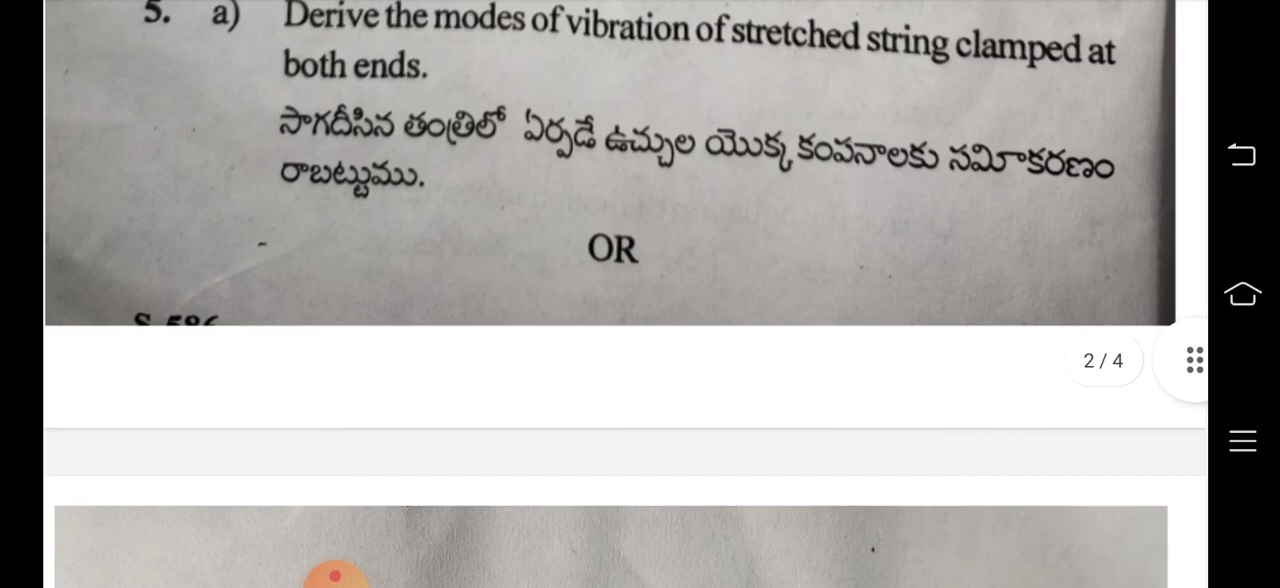 5. a) Derive the modes of vibration of stretched string clamped at
both ends.
సాగదీసిన తంత్రిలో ఏర్పడే ఉచ్చుల యొక్క కంపనాలకు సమీకరణం
రాబట్టుము.
OR
2 / 4